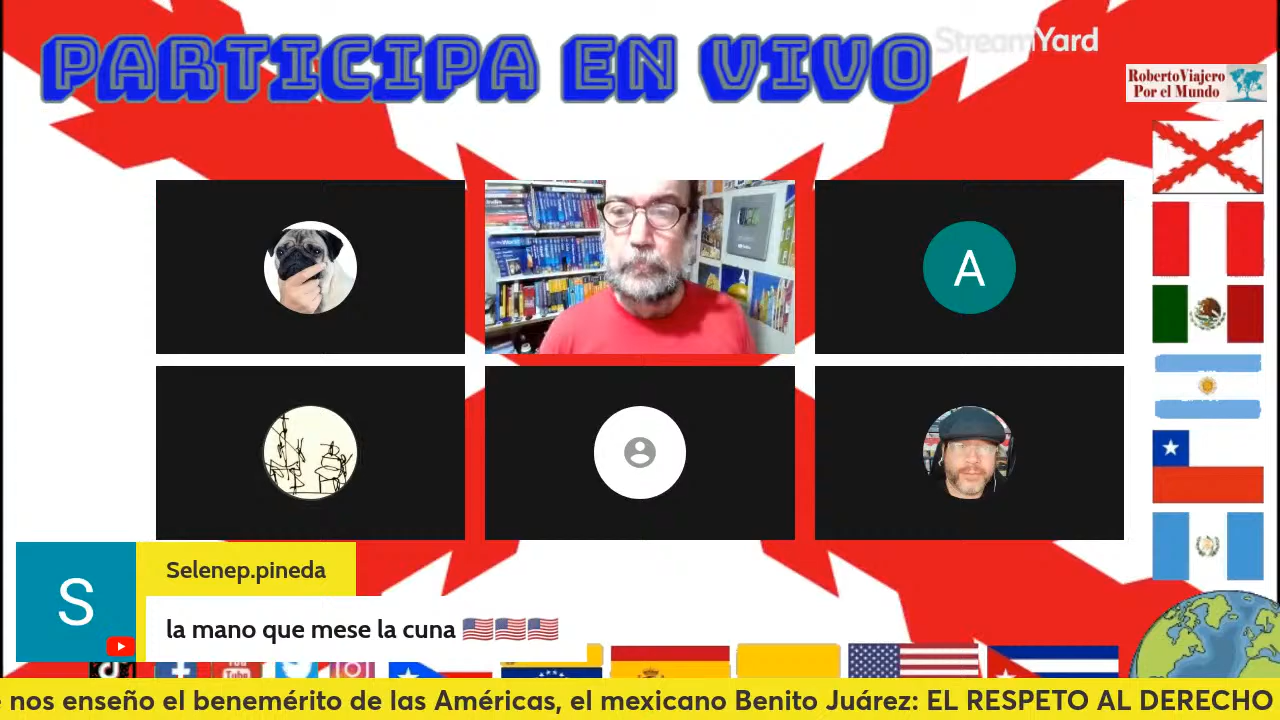 PARTICIPA EN VIVO
StreamYard
RobertoViajero
Por el Mundo
A
S
Selenep.pineda
la mano que mese la cuna 🇺🇸🇺🇸🇺🇸
nos enseño el benemérito de las Américas, el mexicano Benito Juárez: EL RESPETO AL DERECHO